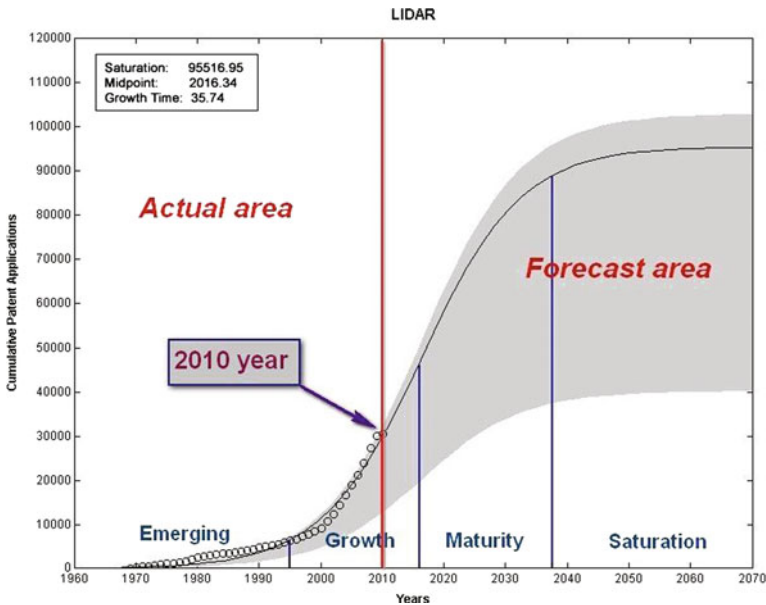 LIDAR
120000
110000
100000
90000
80000
70000
60000
50000
40000
30000
20000
10000
0
Cumulative Patent Applications
Saturation: 95516.95
Midpoint: 2016.34
Growth Time: 35.74
Actual area
Forecast area
2010 year
Emerging
Growth
Maturity
Saturation
1960 1970 1980 1990 2000 2010 2020 2030 2040 2050 2060 2070
Years